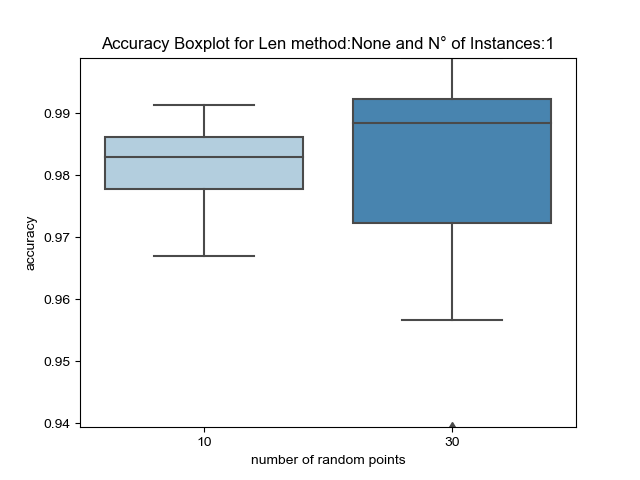 Accuracy Boxplot for Len method:None and N° of Instances:1
0.99
0.98
0.97
0.96
0.95
0.94
accuracy
10
30
number of random points